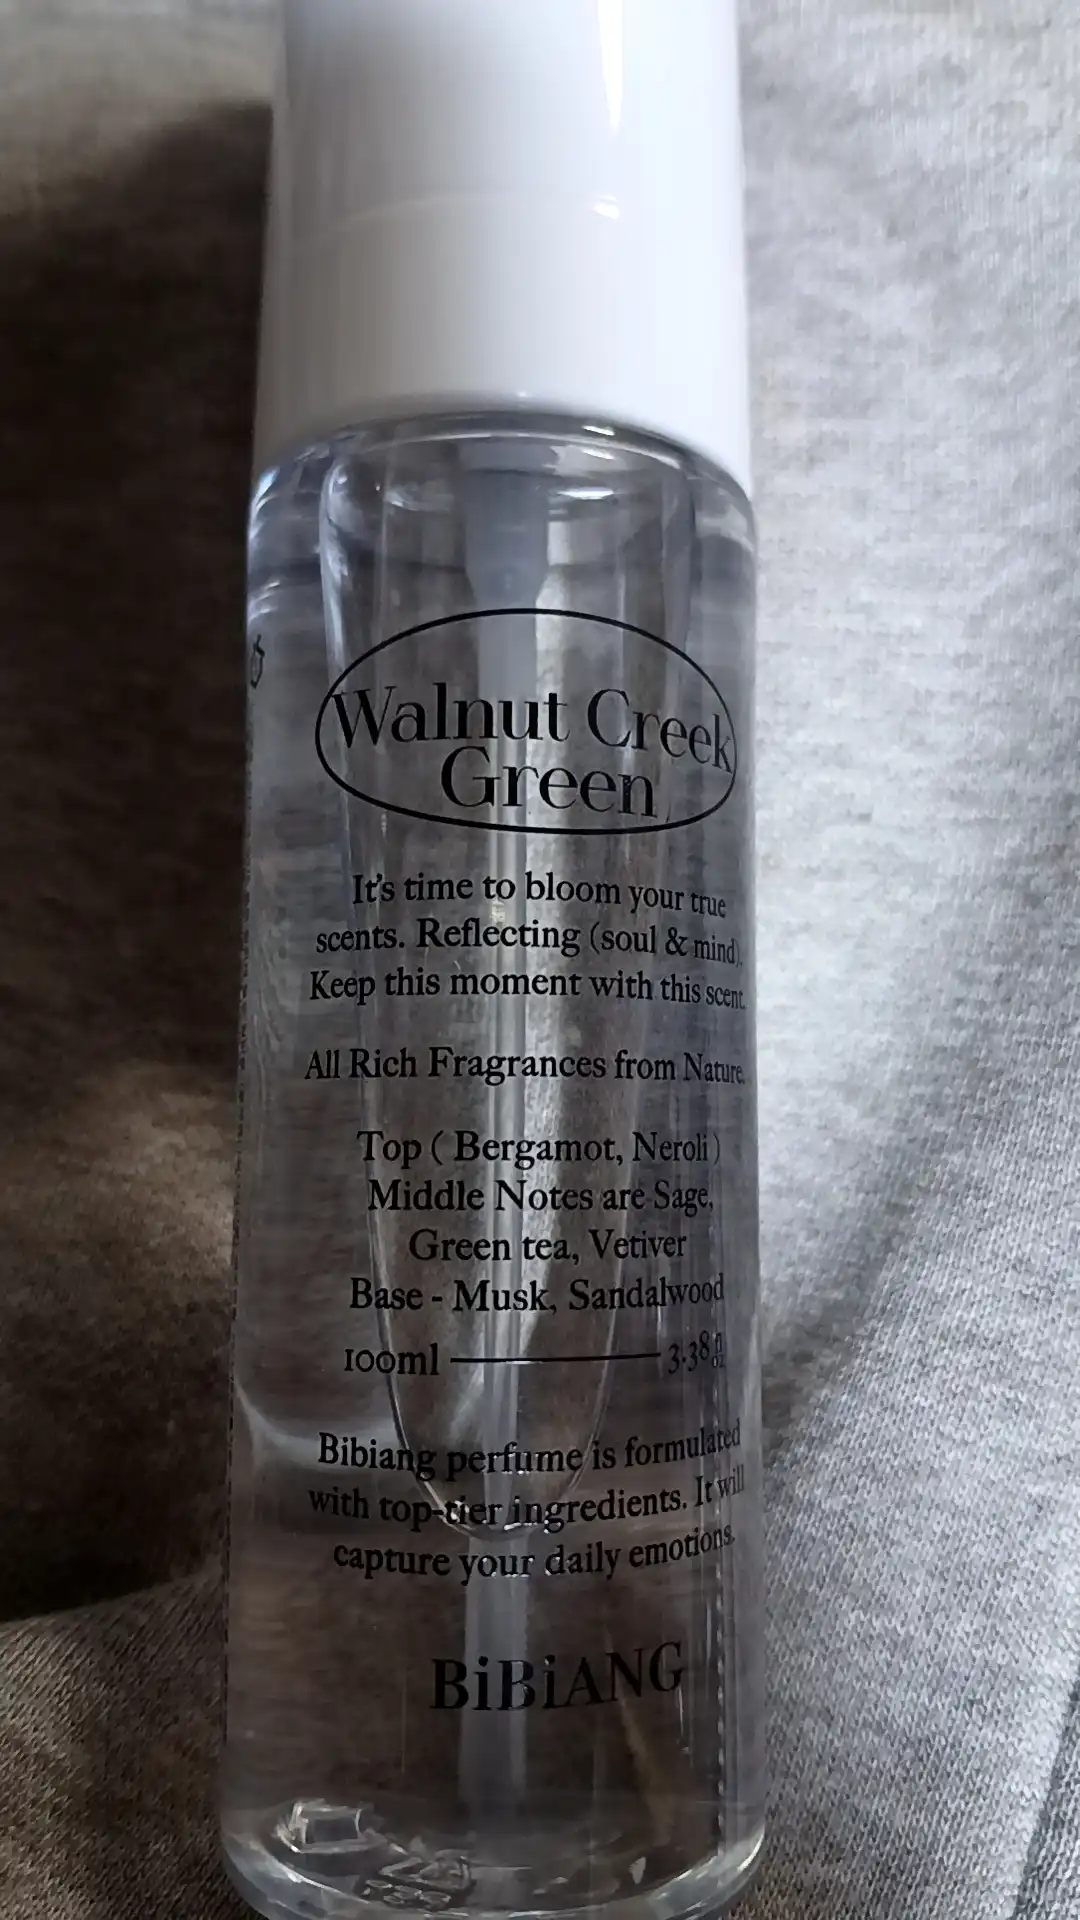 Walnut Creek
Green
It's time to bloom your true
scents. Reflecting (soul & mind).
Keep this moment with this scent.
All Rich Fragrances from Nature.
Top ( Bergamot, Neroli )
Middle Notes are Sage,
Green tea, Vetiver
Base - Musk, Sandalwood
100ml 3.38 fl oz
Bibiang perfume is formulated
with top-tier ingredients. It will
capture your daily emotions.
BiBiANG